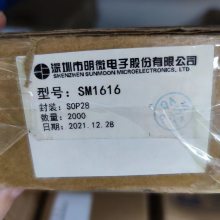 深圳市明微电子股份有限公司
SHENZHEN SUNMOON MICROELECTRONICS, LTD
型号: SM1616
封装: SOP28
数量: 2000
日期: 2021.12.28